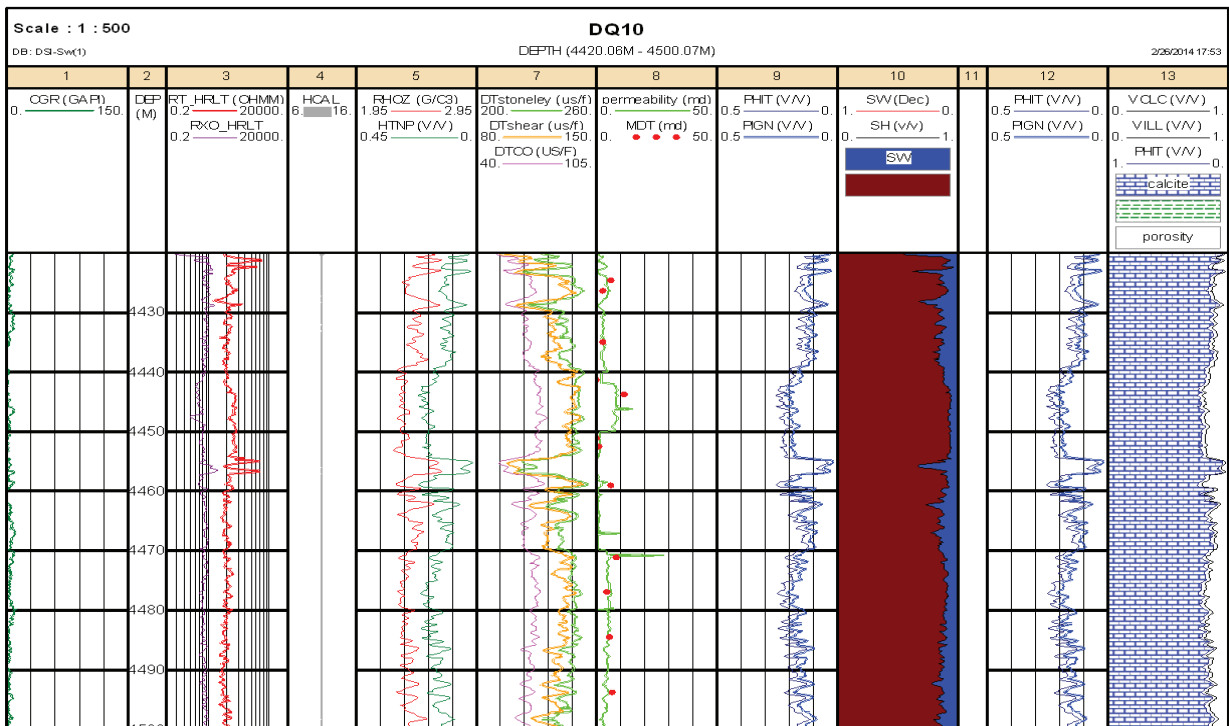 Scale : 1 : 500
DQ10
DB: DSI-Sw(1)
DEPTH (4420.06M - 4500.07M)
2/26/2014 17:53
1 2 3 4 5 7 8 9 10 11 12 13
CGR (GAPI)
0. 150.
DEP
(M)
RT_HRLT (OHMM)
0.2 20000.
RXO_HRLT
0.2 20000.
HCAL
6. 16.
RHOZ (G/C3)
1.95 2.95
HTNP (V/V)
0.45 0.
DTstoneley (us/f)
200. 260.
DTshear (us/f)
80. 150.
DTCO (US/F)
40. 105.
permeability (md)
0. 50.
MDT (md)
0. 50.
PHIT (V/V)
0.5 0.
PIGN (V/V)
0.5 0.
SW (Dec)
1. 0.
SH (v/v)
0. 1.
SW
PHIT (V/V)
0.5 0.
PIGN (V/V)
0.5 0.
VCLC (V/V)
0. 1.
VILL (V/V)
0. 1.
PHIT (V/V)
1. 0.
calcite
porosity
4430
4440
4450
4460
4470
4480
4490